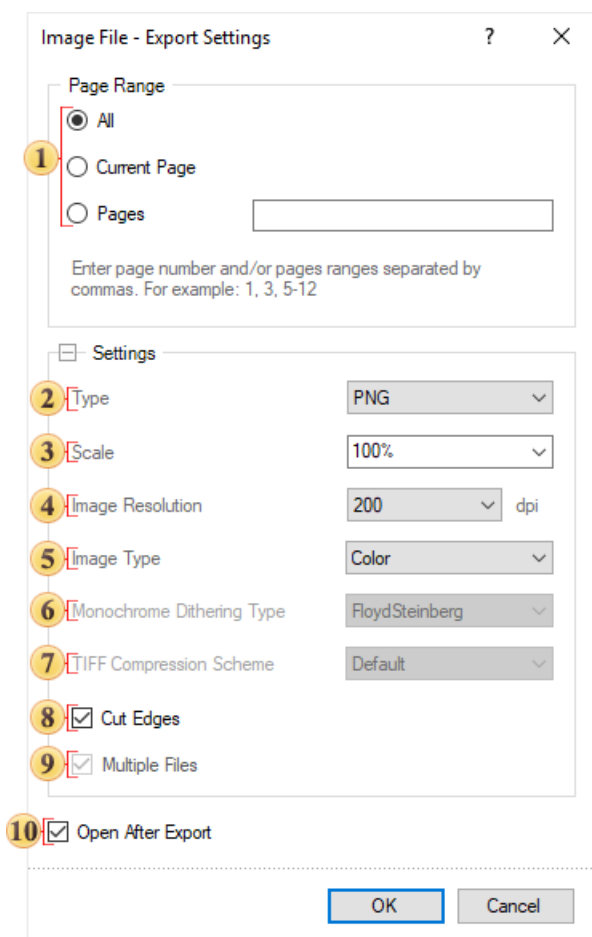 Image File - Export Settings ?
Page Range
All
1
Current Page
Pages
Enter page number and/or pages ranges separated by
commas. For example: 1, 3, 5-12
Settings
2 Type PNG
3 Scale 100%
4 Image Resolution 200 dpi
5 Image Type Color
6 Monochrome Dithering Type FloydSteinberg
7 TIFF Compression Scheme Default
8 Cut Edges
9 Multiple Files
10 Open After Export
OK Cancel